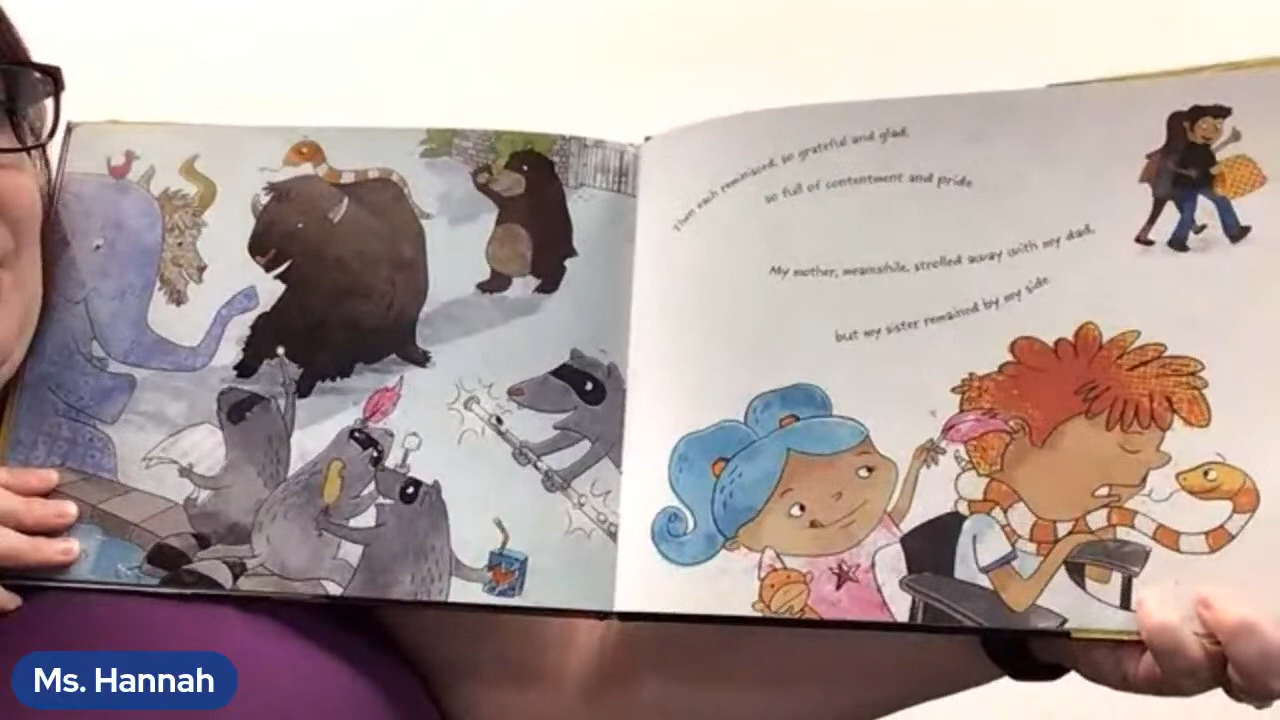 Then each reminisced, so grateful and glad,
so full of contentment and pride.
My mother, meanwhile, strolled away with my dad,
but my sister remained by my side.
Ms. Hannah